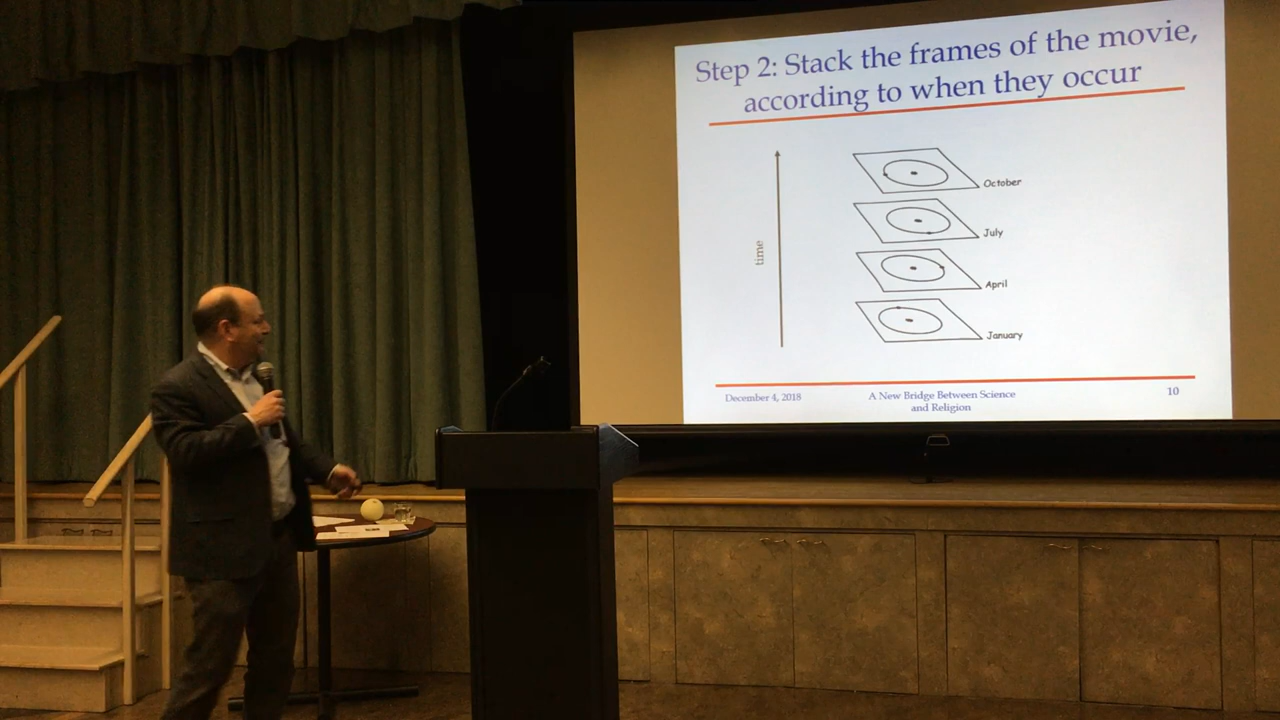 Step 2: Stack the frames of the movie,
according to when they occur
time
October
July
April
January
December 4, 2018
A New Bridge Between Science
and Religion
10